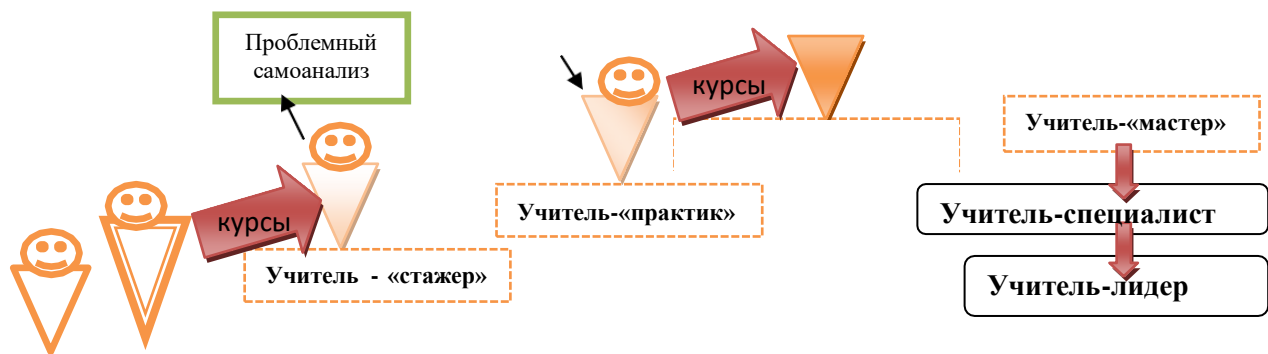 Проблемный
самоанализ
курсы
Учитель - «стажер»
курсы
Учитель-«практик»
Учитель-«мастер»
Учитель-специалист
Учитель-лидер